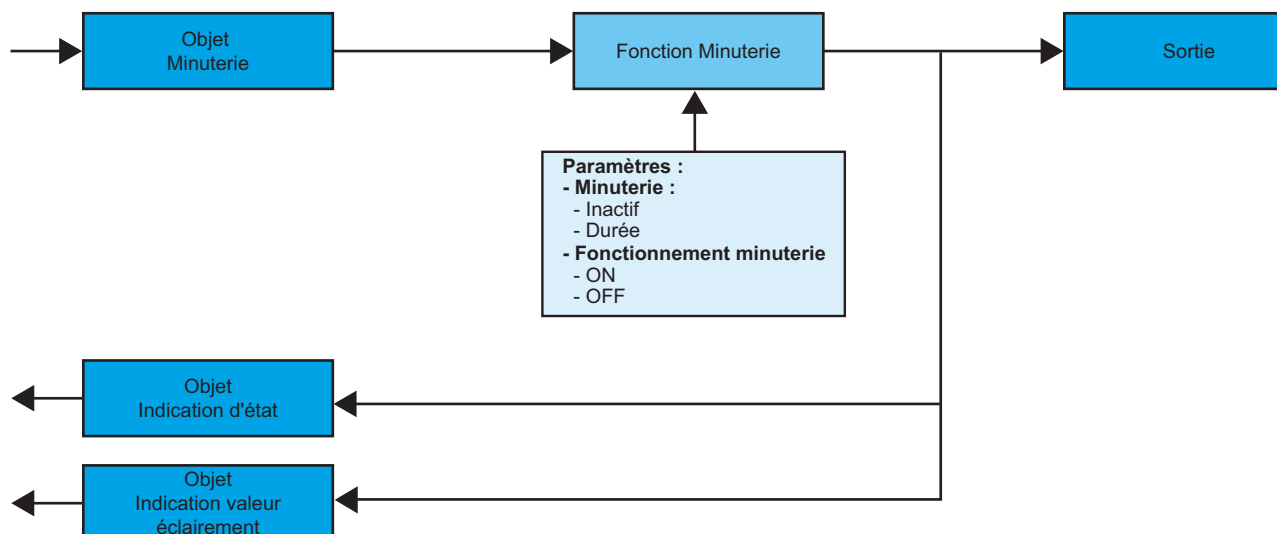 Objet
Minuterie
Fonction Minuterie
Sortie
Paramètres :
- Minuterie :
- Inactif
- Durée
- Fonctionnement minuterie
- ON
- OFF
Objet
Indication d'état
Objet
Indication valeur
éclairement